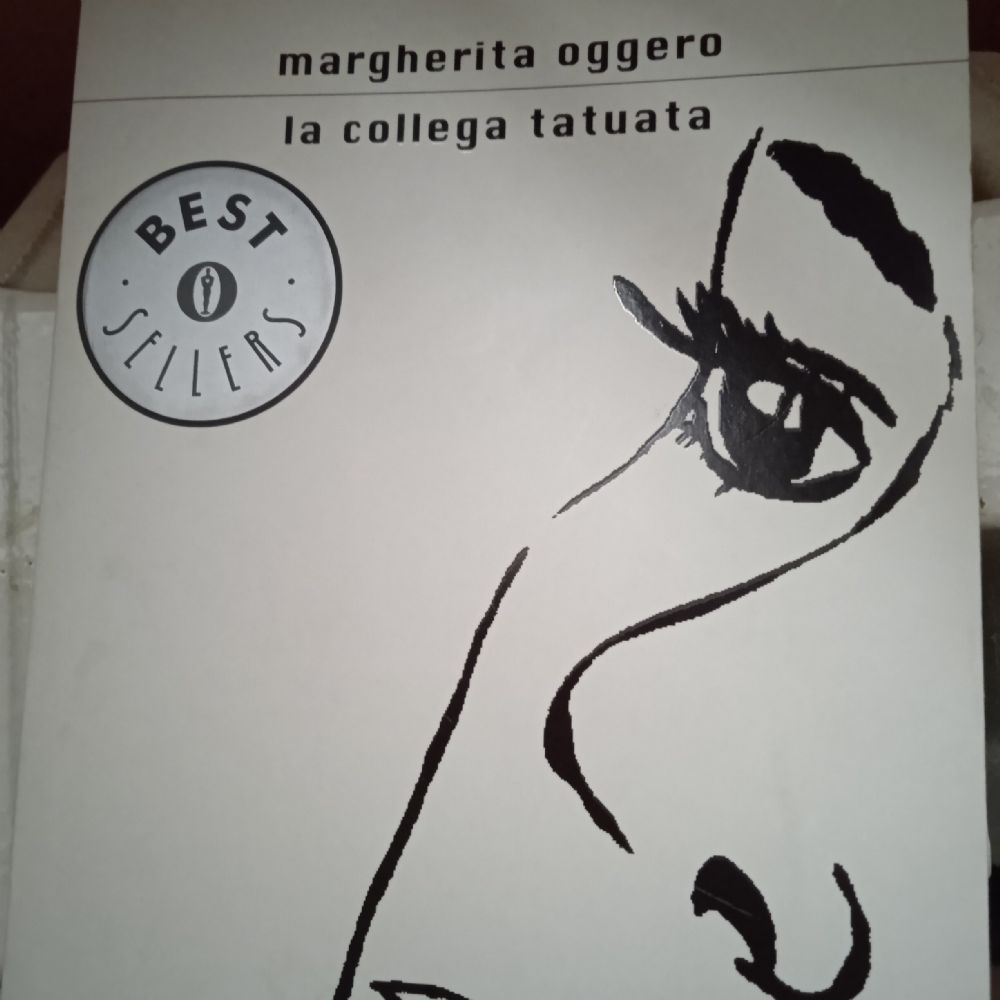 margherita oggero
la collega tatuata
BEST
SELLERS